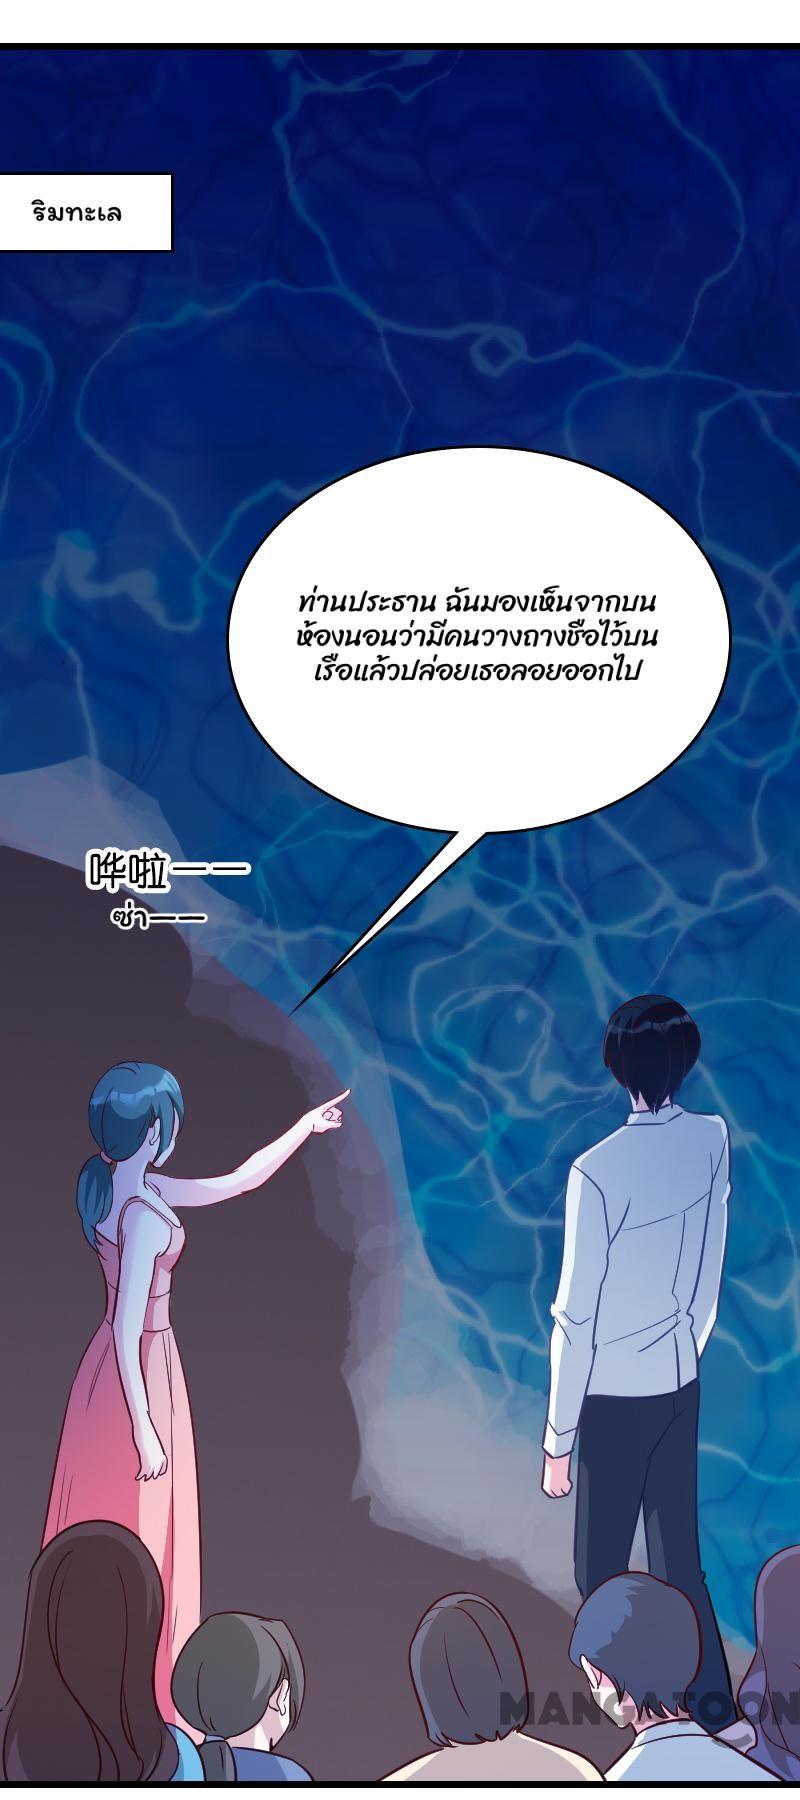 ริมทะเล
ท่านประธาน ฉันมองเห็นจากบน
ห้องนอนว่ามีคนวางถางชือไว้บน
เรือแล้วปล่อยเธอลอยออกไป
哗啦——
ซ่า——
MANGATOON